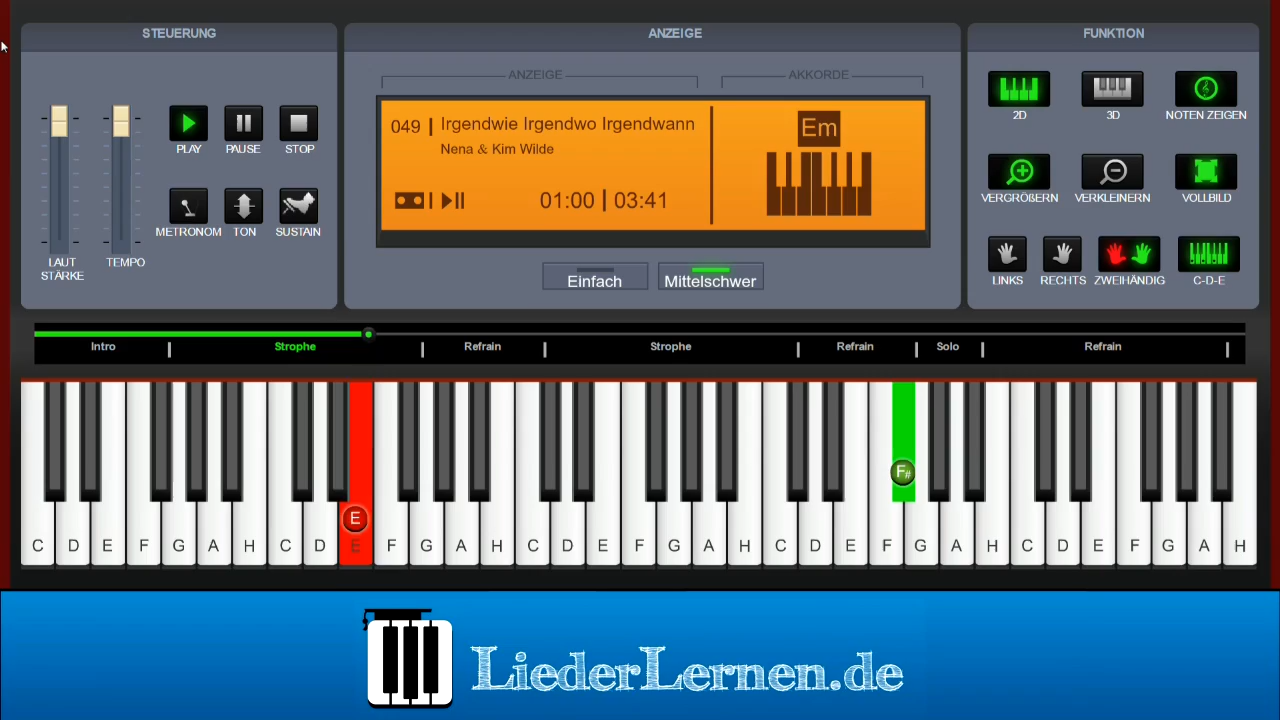 STEUERUNG
LAUT
STÄRKE
TEMPO
PLAY
PAUSE
STOP
METRONOM
TON
SUSTAIN
ANZEIGE
ANZEIGE
AKKORDE
049 | Irgendwie Irgendwo Irgendwann
Nena & Kim Wilde
01:00 | 03:41
Em
Einfach
Mittelschwer
FUNKTION
2D
3D
NOTEN ZEIGEN
VERGRÖßERN
VERKLEINERN
VOLLBILD
LINKS
RECHTS
ZWEIHÄNDIG
C-D-E
Intro
Strophe
Refrain
Strophe
Refrain
Solo
Refrain
F#
E
C D E F G A H C D E F G A H C D E F G A H C D E F G A H C D E F G A H
LiederLernen.de